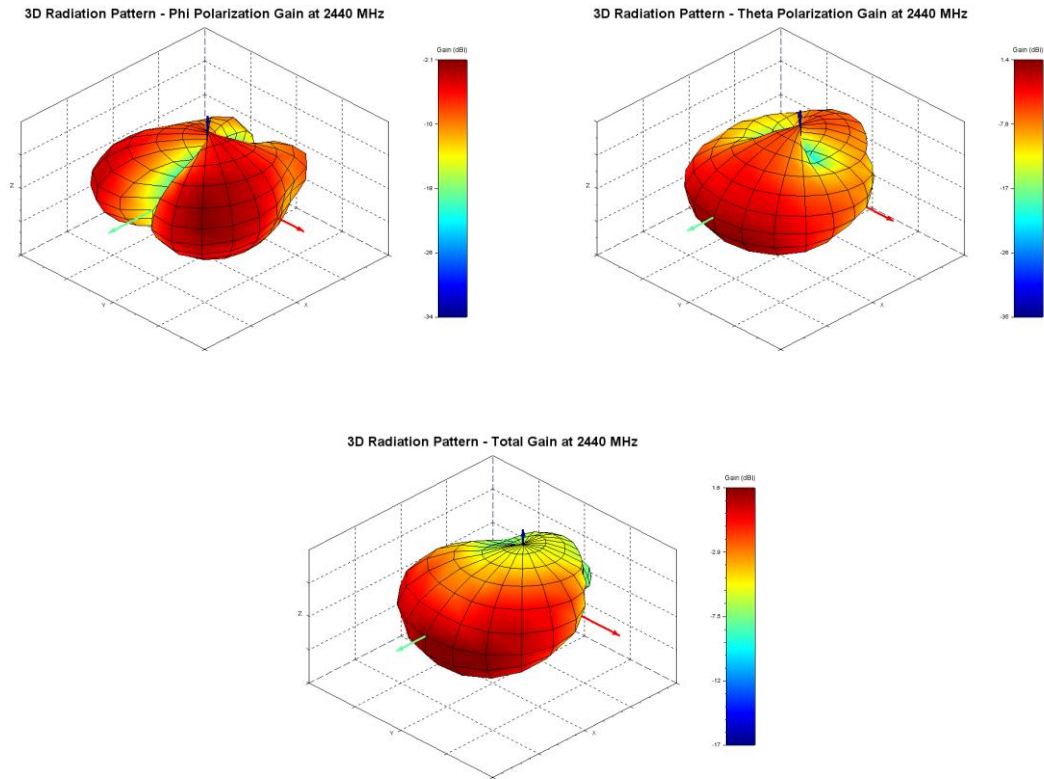 3D Radiation Pattern - Phi Polarization Gain at 2440 MHz
Gain (dBi)
-2.1
-10
-18
-26
-34
Z
Y
X
3D Radiation Pattern - Theta Polarization Gain at 2440 MHz
Gain (dBi)
1.4
-7.8
-17
-26
-36
Z
Y
X
3D Radiation Pattern - Total Gain at 2440 MHz
Gain (dBi)
1.6
-2.9
-7.5
-12
-17
Z
Y
X